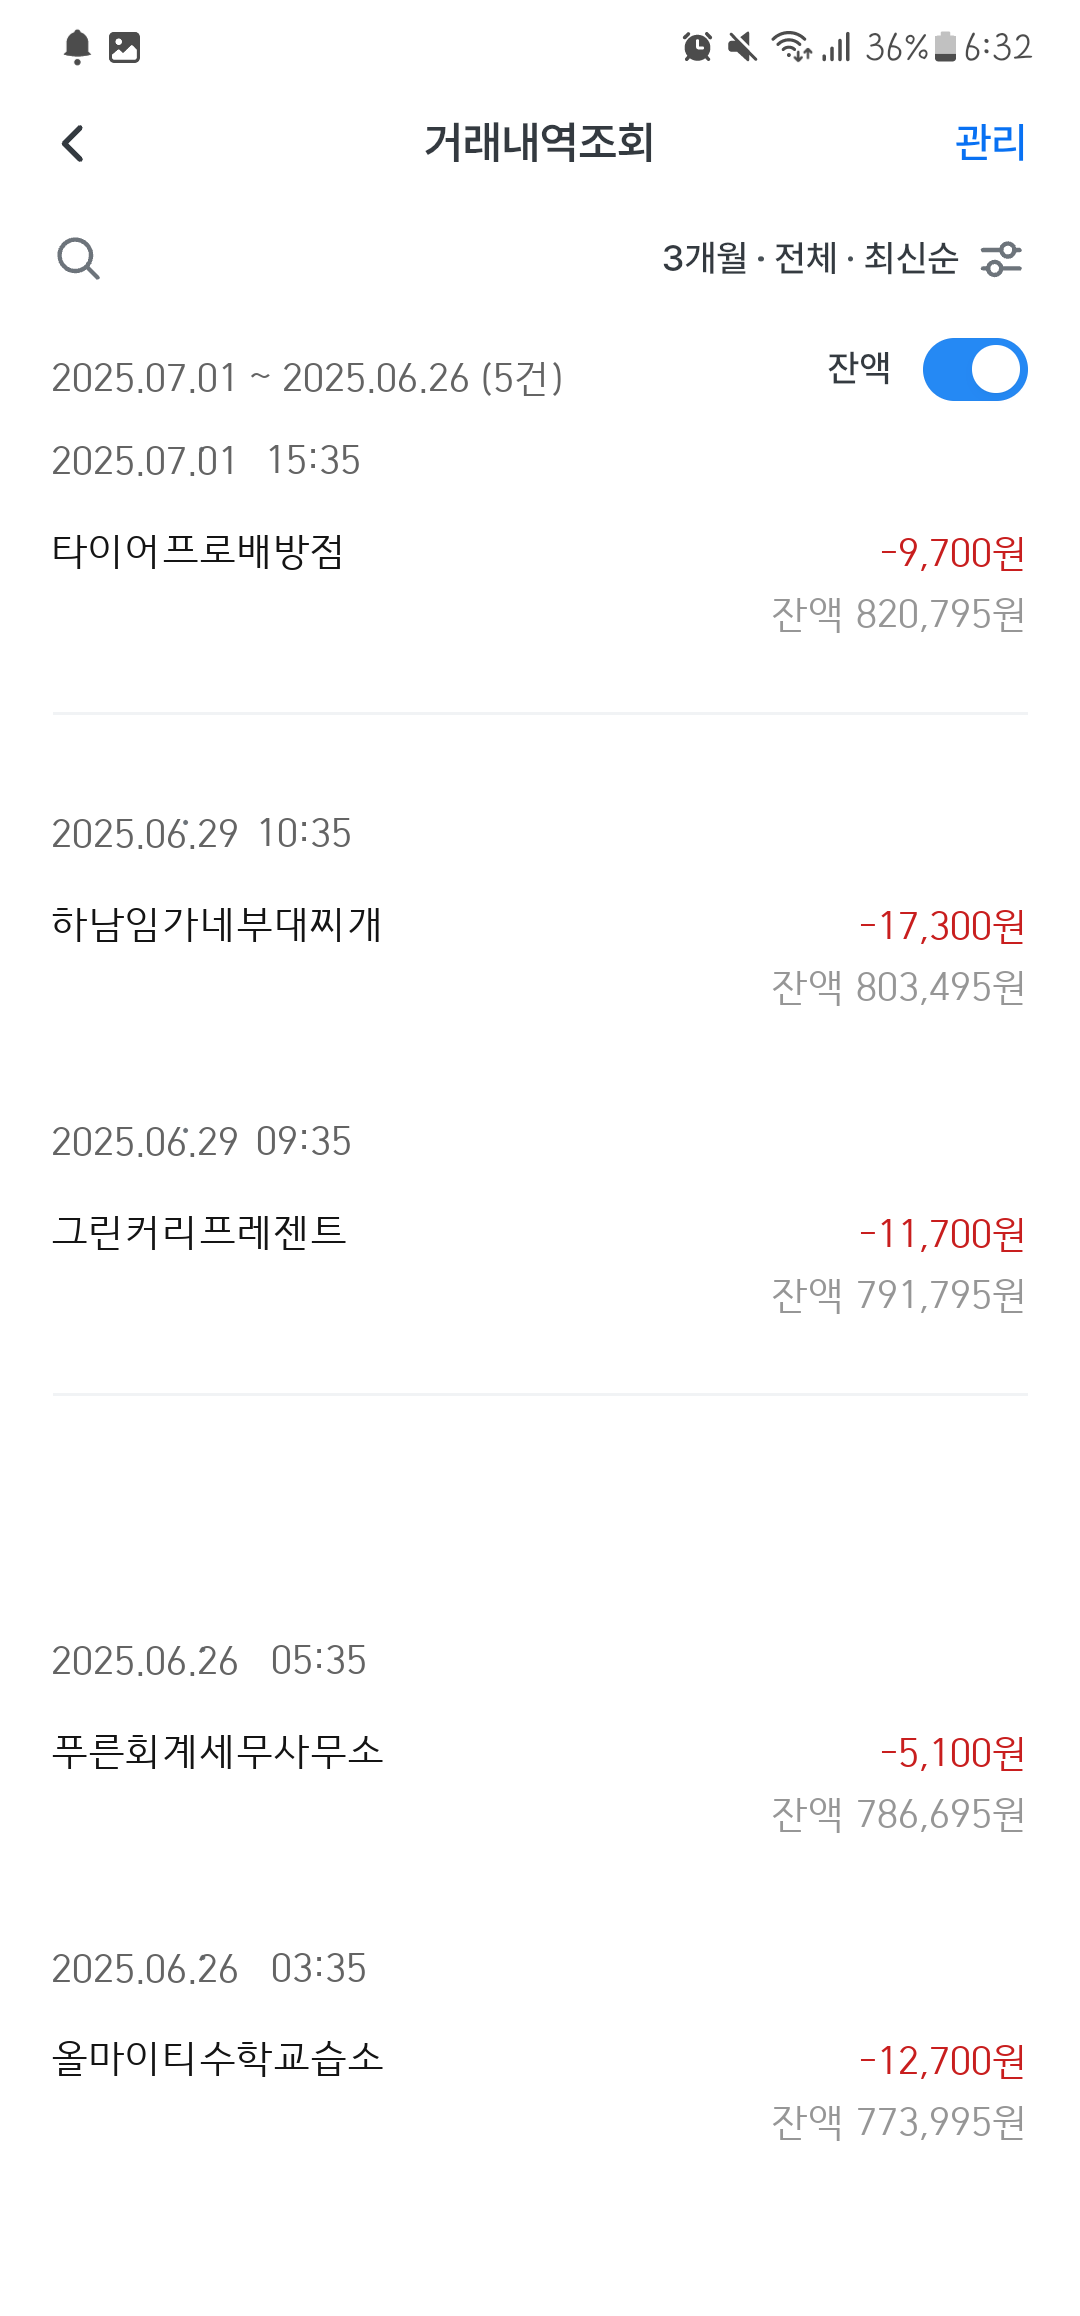 36% 6:32
거래내역조회 관리
3개월 · 전체 · 최신순
2025.07.01 ~ 2025.06.26 (5건) 잔액
2025.07.01 15:35
타이어프로배방점 -9,700원
잔액 820,795원
2025.06.29 10:35
하남임가네부대찌개 -17,300원
잔액 803,495원
2025.06.29 09:35
그린커리프레젠트 -11,700원
잔액 791,795원
2025.06.26 05:35
푸른회계세무사무소 -5,100원
잔액 786,695원
2025.06.26 03:35
올마이티수학교습소 -12,700원
잔액 773,995원